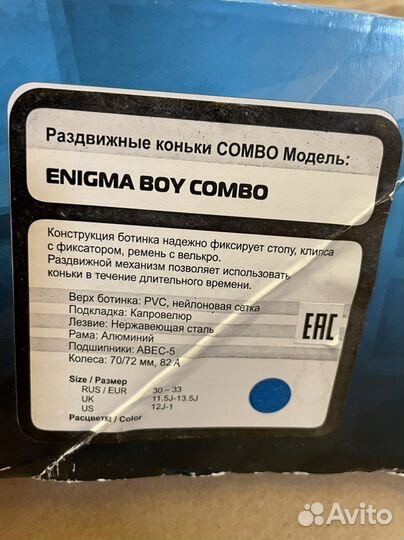 Раздвижные коньки COMBO Модель:
ENIGMA BOY COMBO
Конструкция ботинка надежно фиксирует стопу, клипса
с фиксатором, ремень с велькро.
Раздвижной механизм позволяет использовать
коньки в течение длительного времени.
Верх ботинка: PVC, нейлоновая сетка
Подкладка: Капровелюр
Лезвие: Нержавеющая сталь
Рама: Алюминий
Подшипники: ABEC-5
Колеса: 70/72 мм, 82 А
EAC
Size / Размер
RUS / EUR 30 – 33
UK 11.5J-13.5J
US 12J-1
Расцветка / Color
Avito